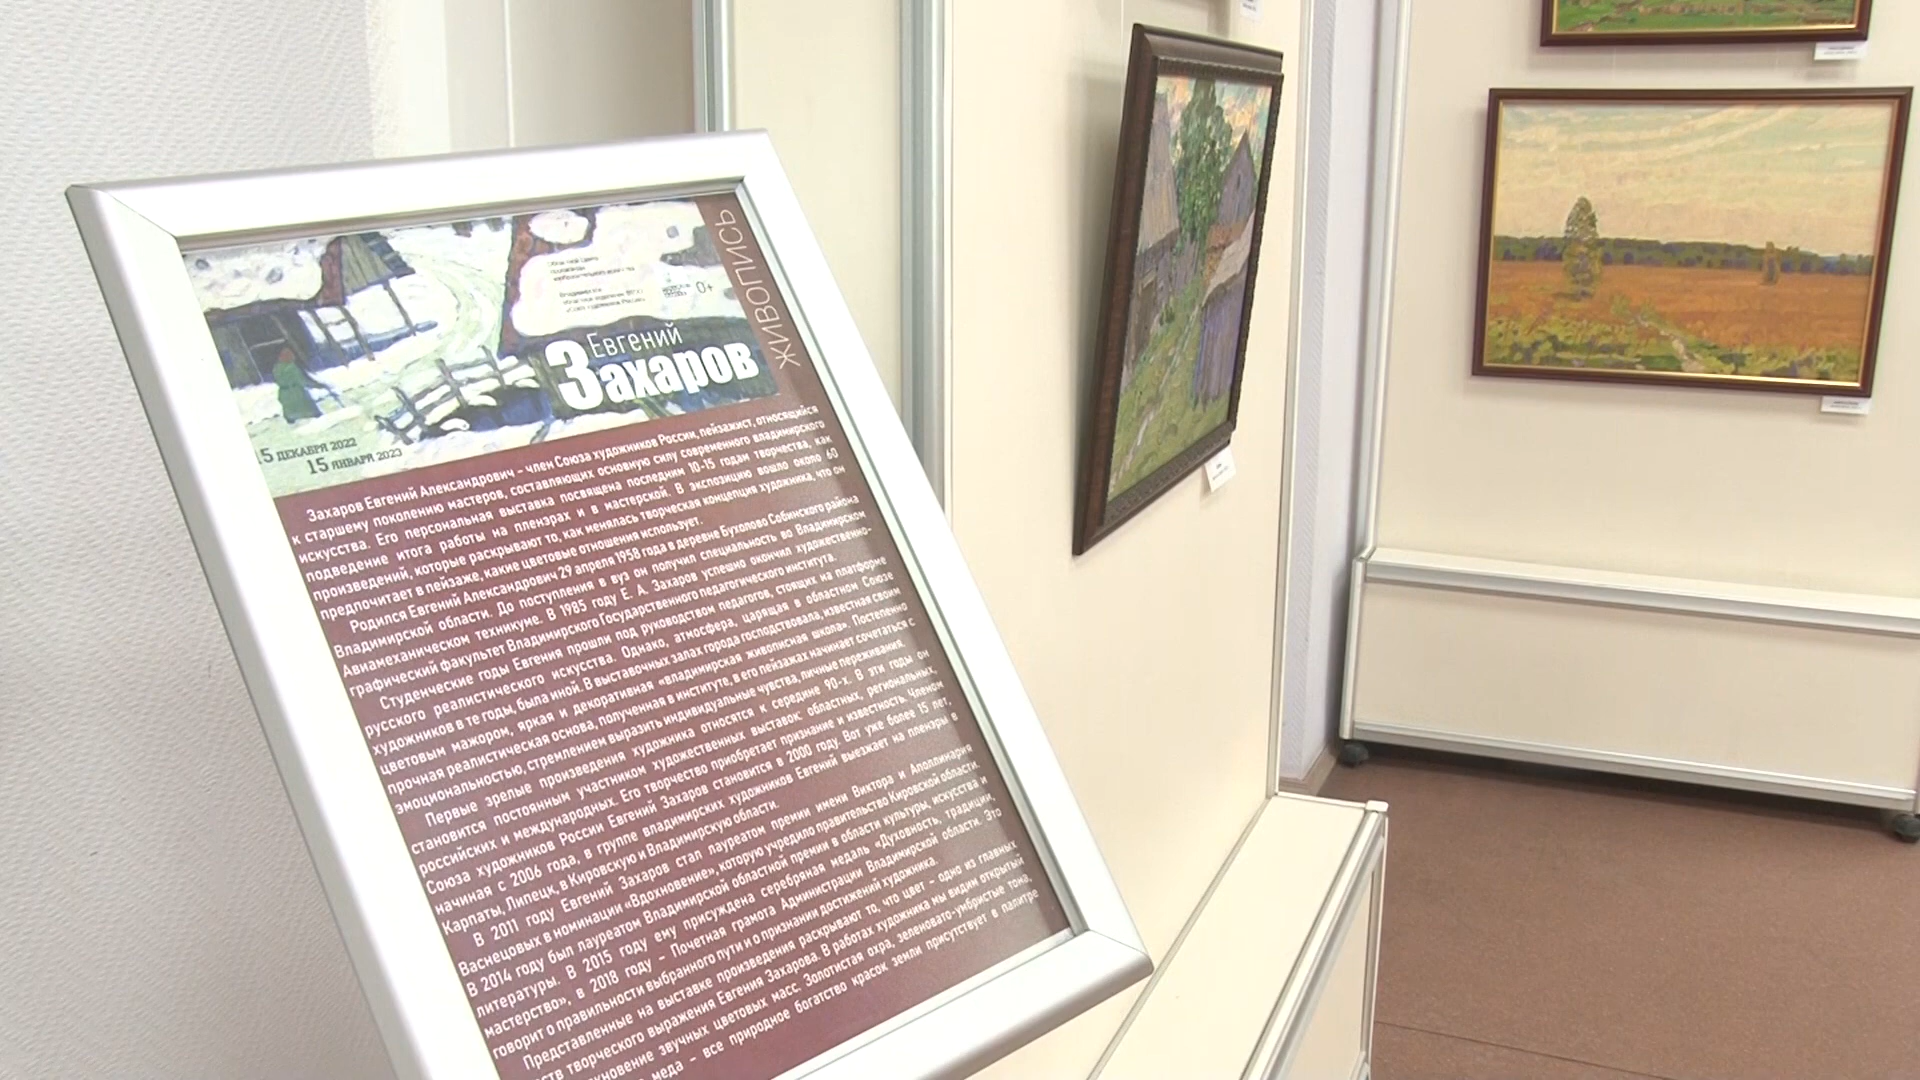 ЖИВОПИСЬ
0+
Евгений
Захаров
15 ДЕКАБРЯ 2022
15 ЯНВАРЯ 2023
Захаров Евгений Александрович – член Союза художников России, пейзажист, относящийся
к старшему поколению мастеров, составляющих основную силу современного владимирского
искусства. Его персональная выставка посвящена последним 10-15 годам творчества, как
подведение итога работы на пленэрах и в мастерской. В экспозицию вошло около 60
произведений, которые раскрывают то, как менялась творческая концепция художника, что он
предпочитает в пейзаже, какие цветовые отношения использует.
Родился Евгений Александрович 29 апреля 1958 года в деревне Бухолово Собинского района
Владимирской области. До поступления в вуз он получил специальность во Владимирском
Авиамеханическом техникуме. В 1985 году Е. А. Захаров успешно окончил художественно-
графический факультет Владимирского Государственного педагогического института.
Студенческие годы Евгения прошли под руководством педагогов, стоящих на платформе
русского реалистического искусства. Однако, атмосфера, царящая в областном Союзе
художников в те годы, была иной. В выставочных залах города господствовала, известная своим
цветовым мажором, яркая и декоративная «владимирская живописная школа». Постепенно
прочная реалистическая основа, полученная в институте, в его пейзажах начинает сочетаться с
эмоциональностью, стремлением выразить индивидуальные чувства, личные переживания.
Первые зрелые произведения художника относятся к середине 90-х. В эти годы он
становится постоянным участником художественных выставок: областных, региональных,
российских и международных. Его творчество приобретает признание и известность. Членом
Союза художников России Евгений Захаров становится в 2000 году. Вот уже более 15 лет,
начиная с 2006 года, в группе владимирских художников Евгений выезжает на пленэры в
Карпаты, Липецк, в Кировскую и Владимирскую области.
В 2011 году Евгений Захаров стал лауреатом премии имени Виктора и Аполлинария
Васнецовых в номинации «Вдохновение», которую учредило правительство Кировской области.
В 2014 году был лауреатом Владимирской областной премии в области культуры, искусства и
литературы. В 2015 году ему присуждена серебряная медаль «Духовность, традиции,
мастерство», в 2018 году – Почетная грамота Администрации Владимирской области. Это
говорит о правильности выбранного пути и о признании достижений художника.
Представленные на выставке произведения раскрывают то, что цвет – одно из главных
творческого выражения Евгения Захарова. В работах художника мы видим открытый
звучных цветовых масс. Золотистая охра, зеленовато-умбристые тона,
меда – все природное богатство красок земли присутствует в палитре